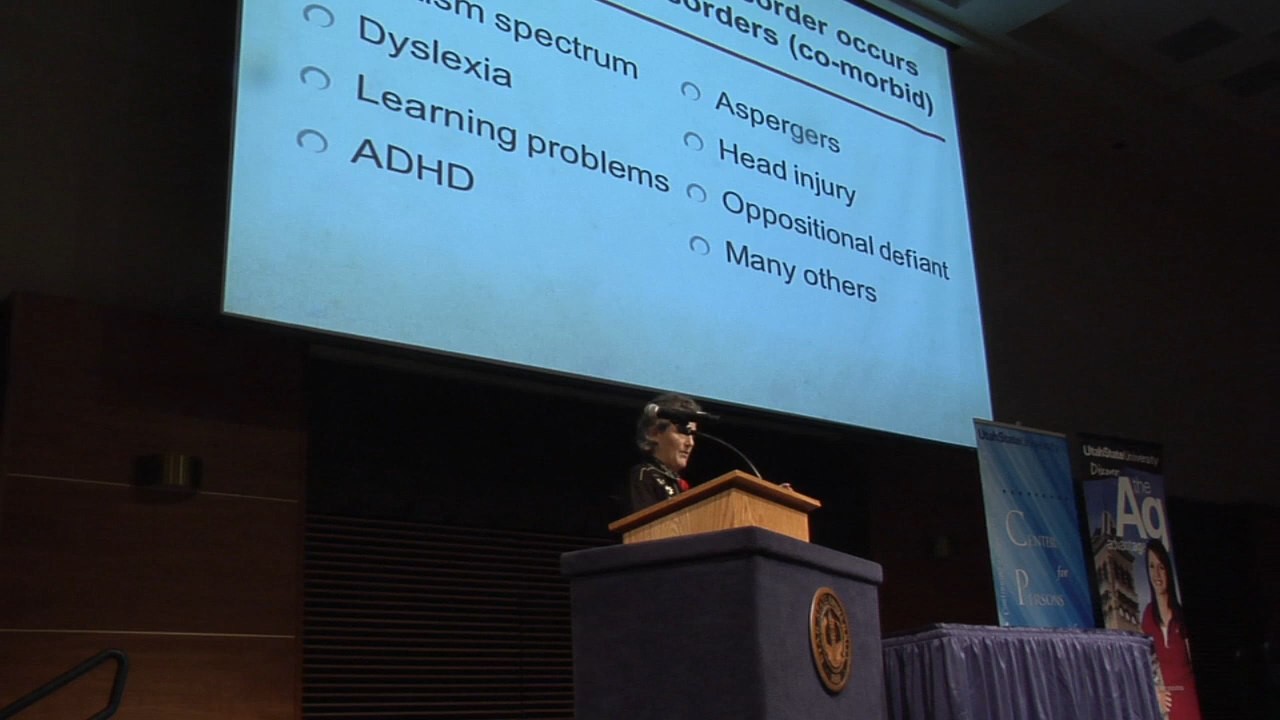 order occurs
orders (co-morbid)
ism spectrum
Dyslexia
Learning problems
ADHD
Aspergers
Head injury
Oppositional defiant
Many others
UtahStateUniversity
CENTER
for
PERSONS
UtahStateUniversity
the
Ag